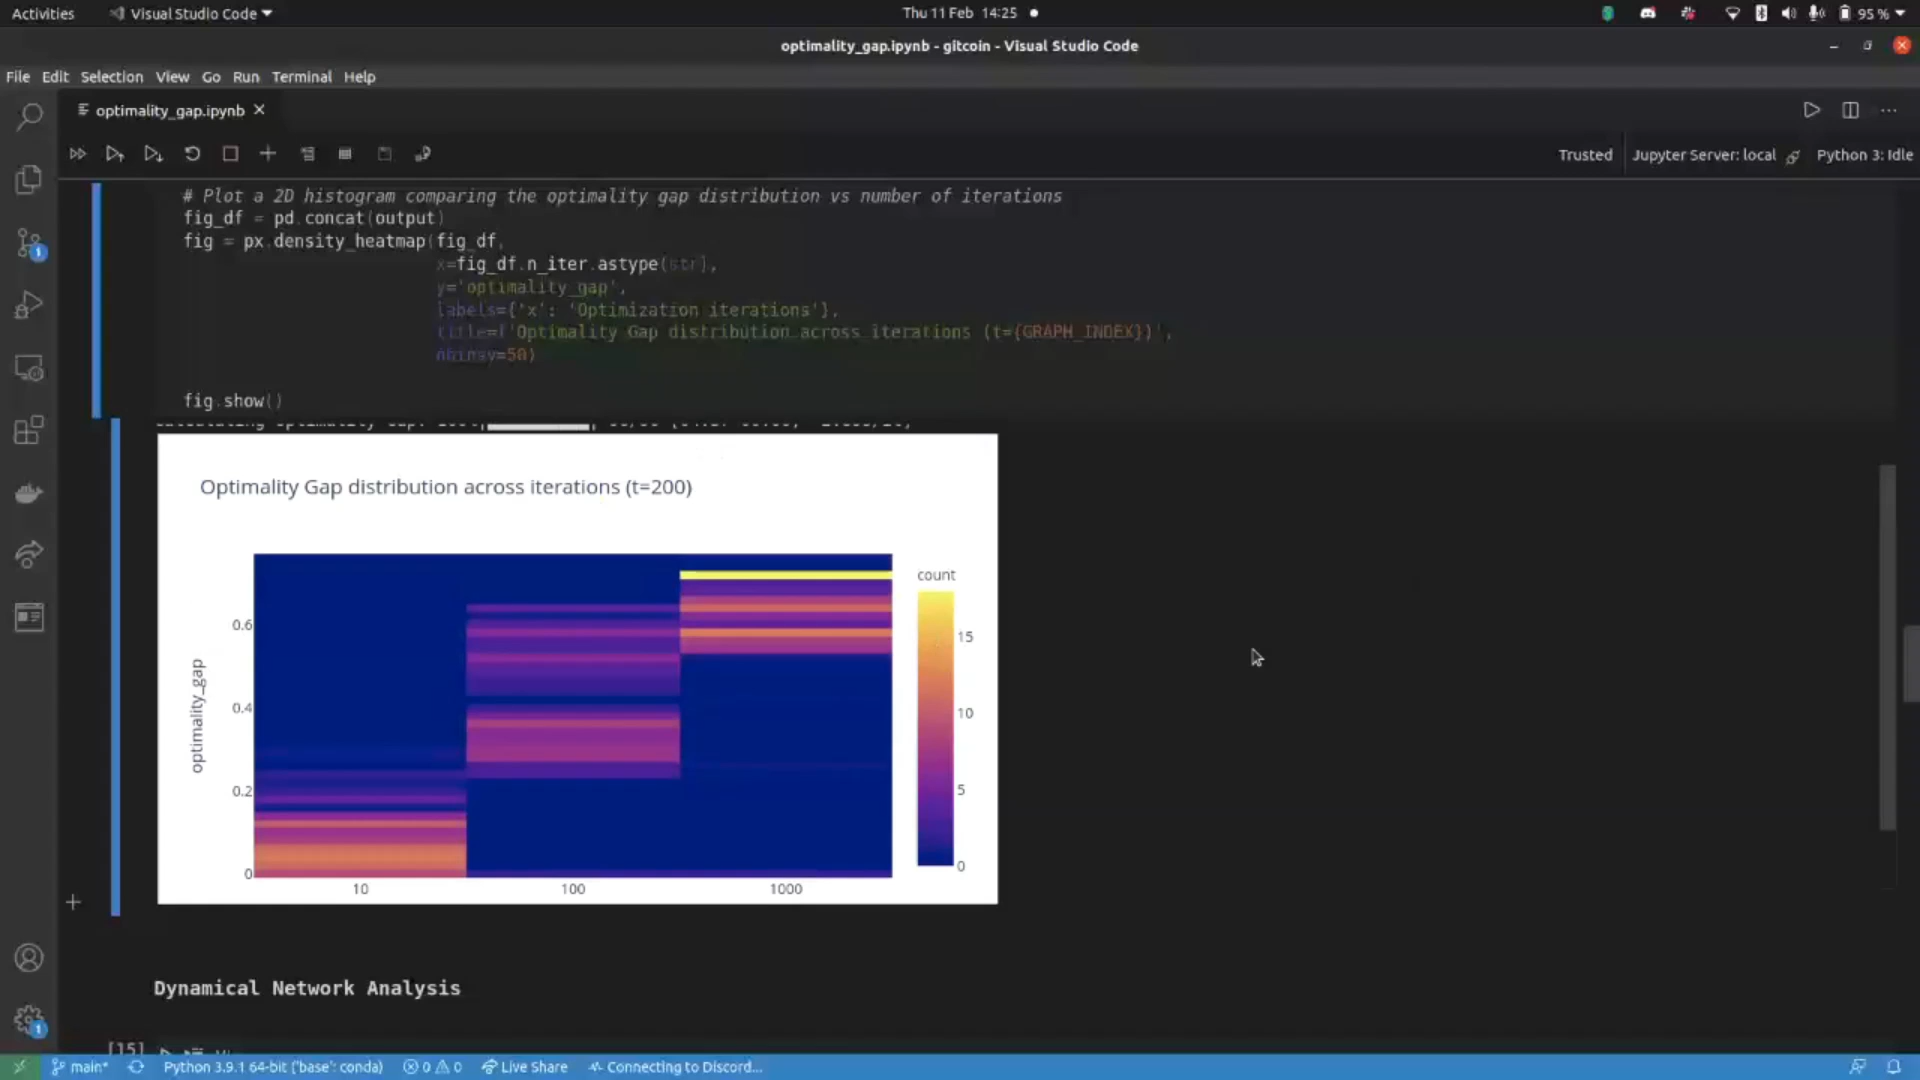 Activities
Visual Studio Code
Thu 11 Feb 14:25
95 %
optimality_gap.ipynb - gitcoin - Visual Studio Code
File Edit Selection View Go Run Terminal Help
optimality_gap.ipynb
Trusted
Jupyter Server: local
Python 3: Idle
# Plot a 2D histogram comparing the optimality gap distribution vs number of iterations
fig_df = pd.concat(output)
fig = px.density_heatmap(fig_df,
x=fig_df.n_iter.astype(str),
y='optimality_gap',
labels={'x': 'Optimization iterations'},
title=f'Optimality Gap distribution across iterations (t={GRAPH_INDEX})',
nbinsy=50)
fig.show()
Optimality Gap distribution across iterations (t=200)
count
0.6
0.4
0.2
0
optimality_gap
15
10
5
0
10
100
1000
Dynamical Network Analysis
[15]
1
1
main*
Python 3.9.1 64-bit ('base': conda)
0
0
Live Share
Connecting to Discord...